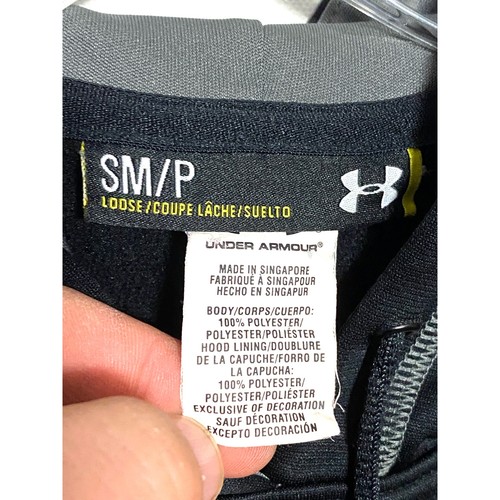 SM/P
LOOSE/COUPE LÂCHE/SUELTO
UNDER ARMOUR®
MADE IN SINGAPORE
FABRIQUÉ À SINGAPOUR
HECHO EN SINGAPUR
BODY/CORPS/CUERPO:
100% POLYESTER/
POLYESTER/POLIÉSTER
HOOD LINING/DOUBLURE
DE LA CAPUCHE/FORRO DE
LA CAPUCHA:
100% POLYESTER/
POLYESTER/POLIÉSTER
EXCLUSIVE OF DECORATION
SAUF DÉCORATION
EXCEPTO DECORACIÓN